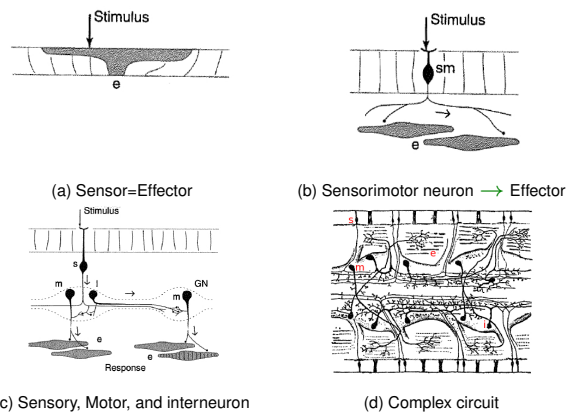 Stimulus
e
(a) Sensor=Effector
Stimulus
sm
e
(b) Sensorimotor neuron → Effector
Stimulus
s
m I m GN
e e
Response
c) Sensory, Motor, and interneuron
s
e
m
i
(d) Complex circuit